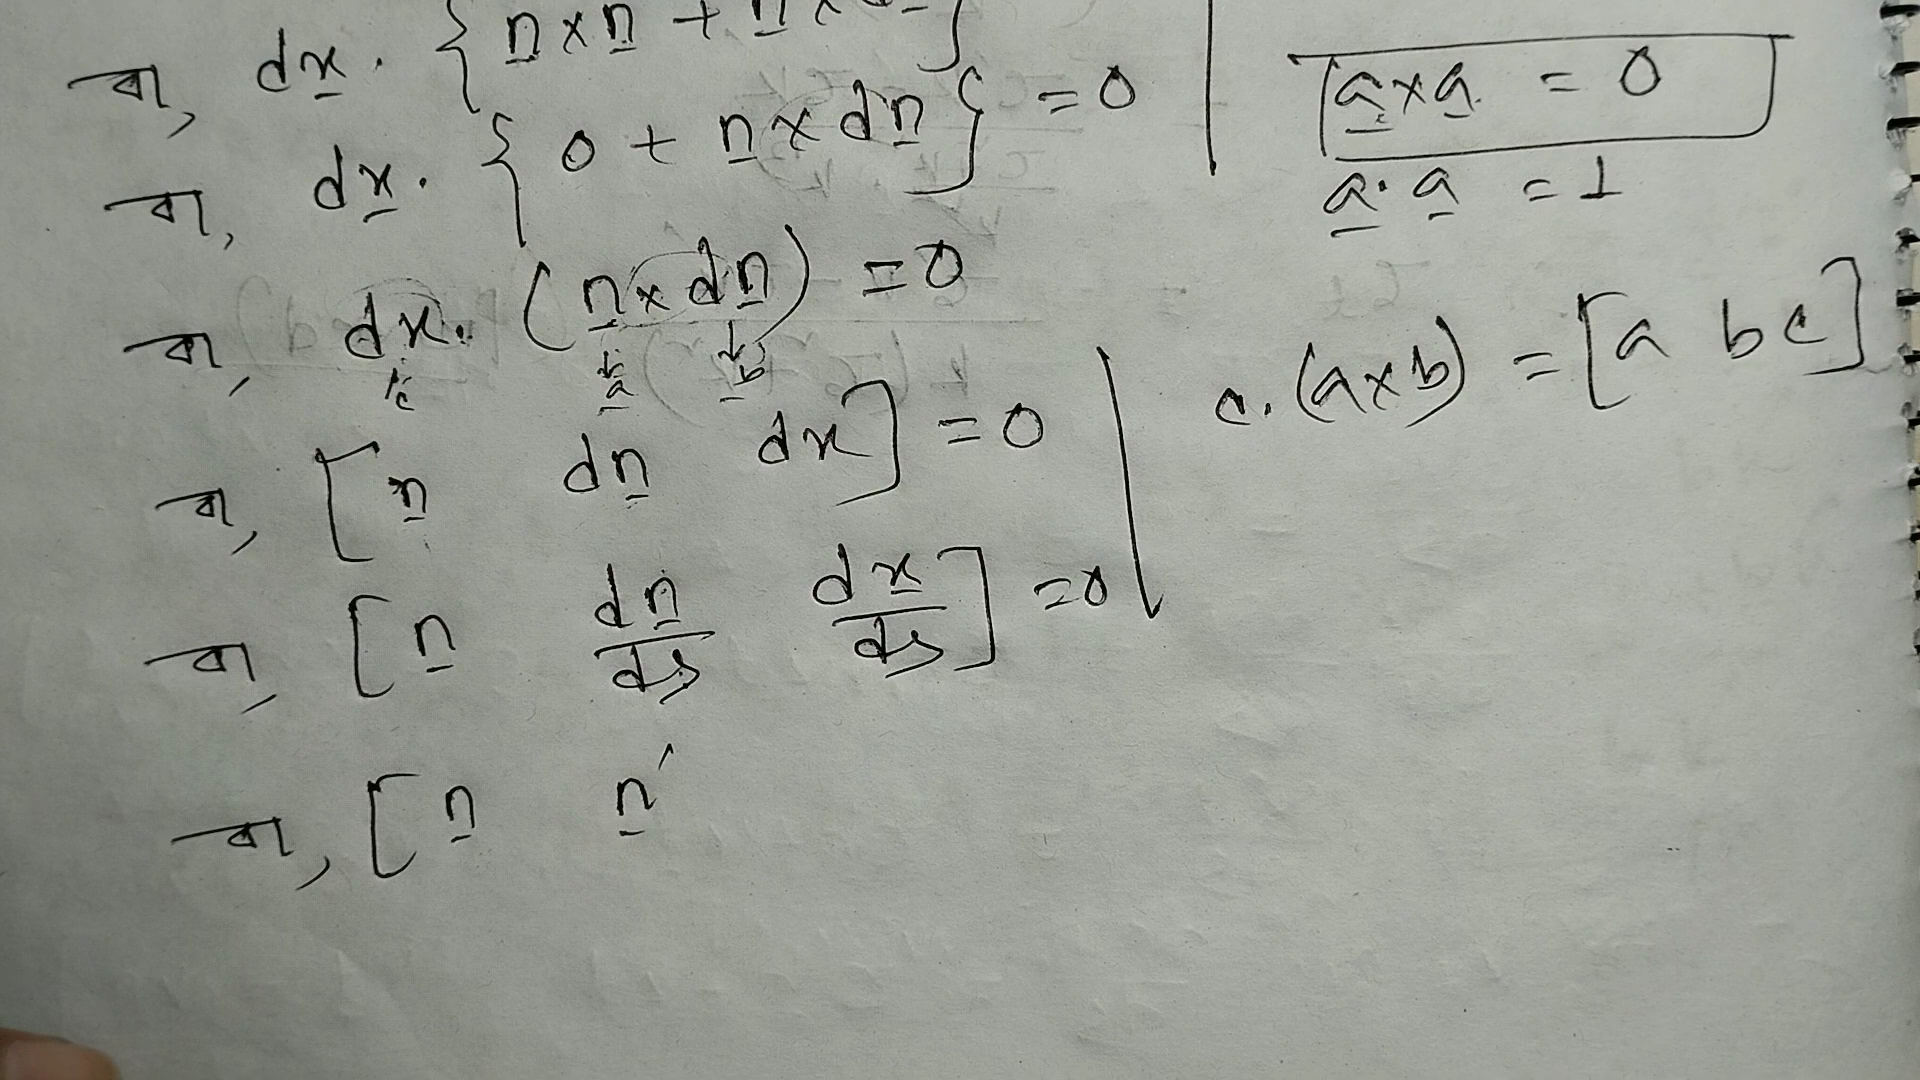 বা, dx. {n×n + n×
বা, dx. {0 + n×dn} = 0
a×a = 0
a.a = 1
বা, dx. (n×dn) = 0
c a b
c.(a×b) = [a b c]
বা, [n dn dx] = 0
বা, [n dn/ds dx/ds] = 0
বা, [n n′